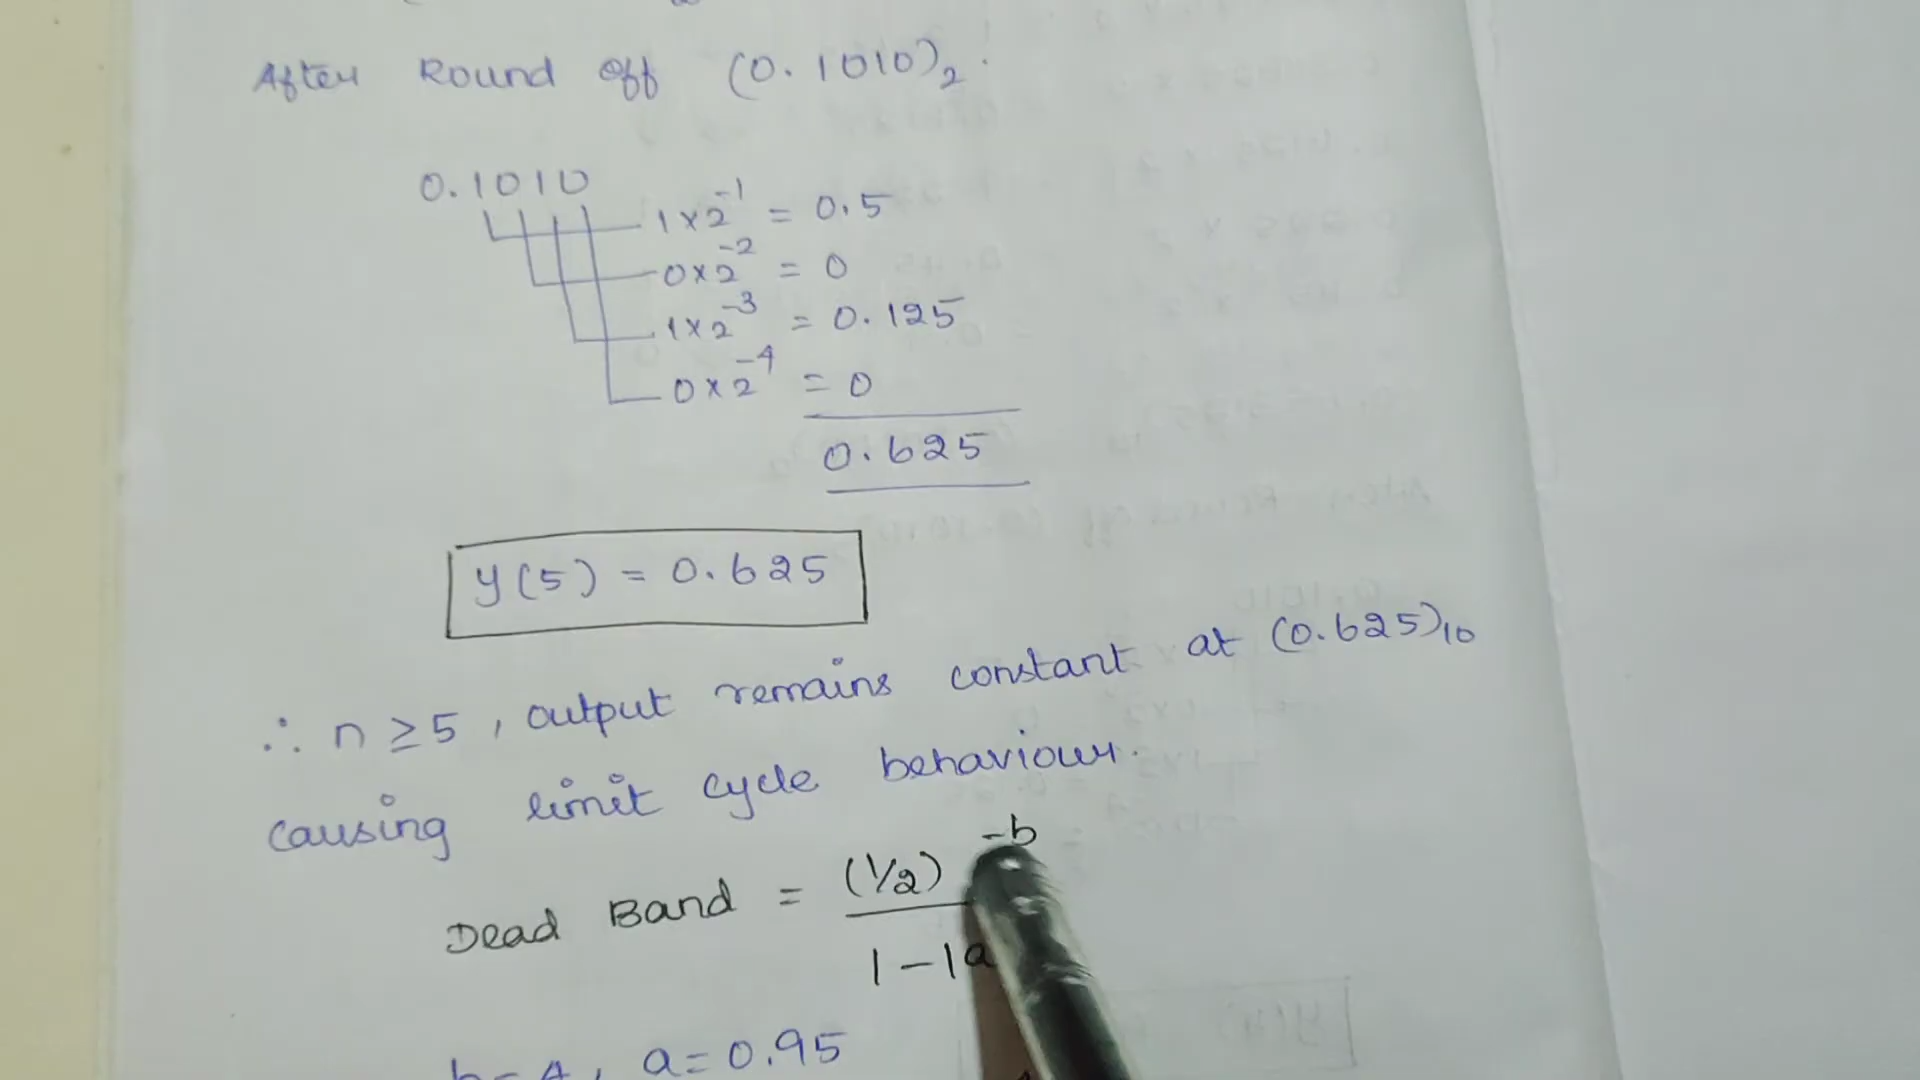 After Round off (0.1010)₂.
0.1010
1 × 2⁻¹ = 0.5
0 × 2⁻² = 0
1 × 2⁻³ = 0.125
0 × 2⁻⁴ = 0
0.625
y(5) = 0.625
∴ n ≥ 5, output remains constant at (0.625)₁₀
causing limit cycle behaviour.
Dead Band = (1/2) -b
1 - |a
b = 4, a = 0.95